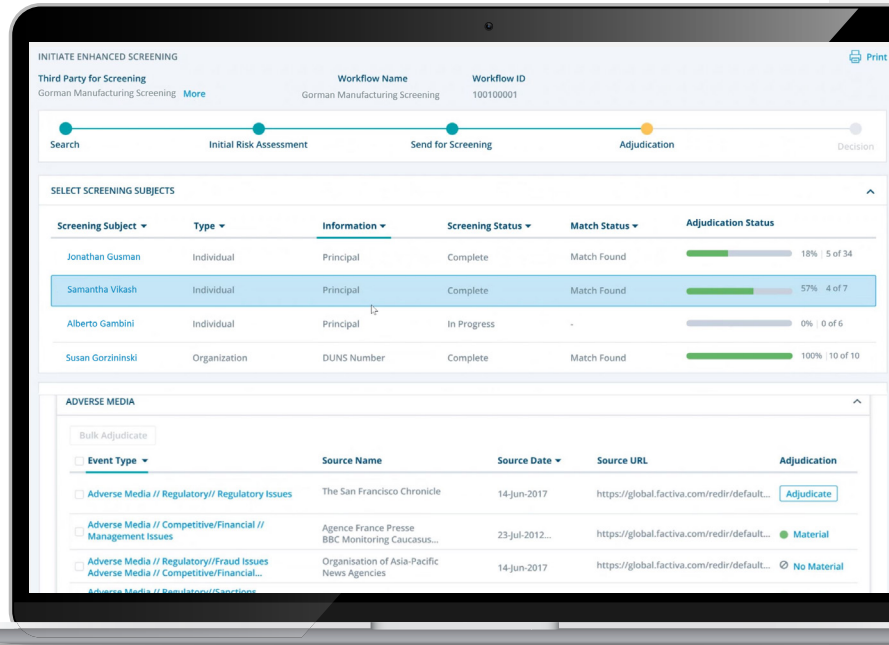 INITIATE ENHANCED SCREENING
Print
Third Party for Screening
Workflow Name
Workflow ID
Gorman Manufacturing Screening More
Gorman Manufacturing Screening
100100001
Search
Initial Risk Assessment
Send for Screening
Adjudication
Decision
SELECT SCREENING SUBJECTS
Screening Subject Type Information Screening Status Match Status Adjudication Status
Jonathan Gusman Individual Principal Complete Match Found 18% | 5 of 34
Samantha Vikash Individual Principal Complete Match Found 57% 4 of 7
Alberto Gambini Individual Principal In Progress - 0% | 0 of 6
Susan Gorzininski Organization DUNS Number Complete Match Found 100% | 10 of 10
ADVERSE MEDIA
Bulk Adjudicate
Event Type Source Name Source Date Source URL Adjudication
Adverse Media // Regulatory// Regulatory Issues The San Francisco Chronicle 14-Jun-2017 https://global.factiva.com/redir/default... Adjudicate
Adverse Media // Competitive/Financial //
Management Issues
Agence France Presse
BBC Monitoring Caucasus...
23-Jul-2012...
https://global.factiva.com/redir/default...
Material
Adverse Media // Regulatory//Fraud Issues
Adverse Media // Competitive/Financial...
Organisation of Asia-Pacific
News Agencies
14-Jun-2017
https://global.factiva.com/redir/default...
No Material
Adverse Media // Regulatory//Sanctions